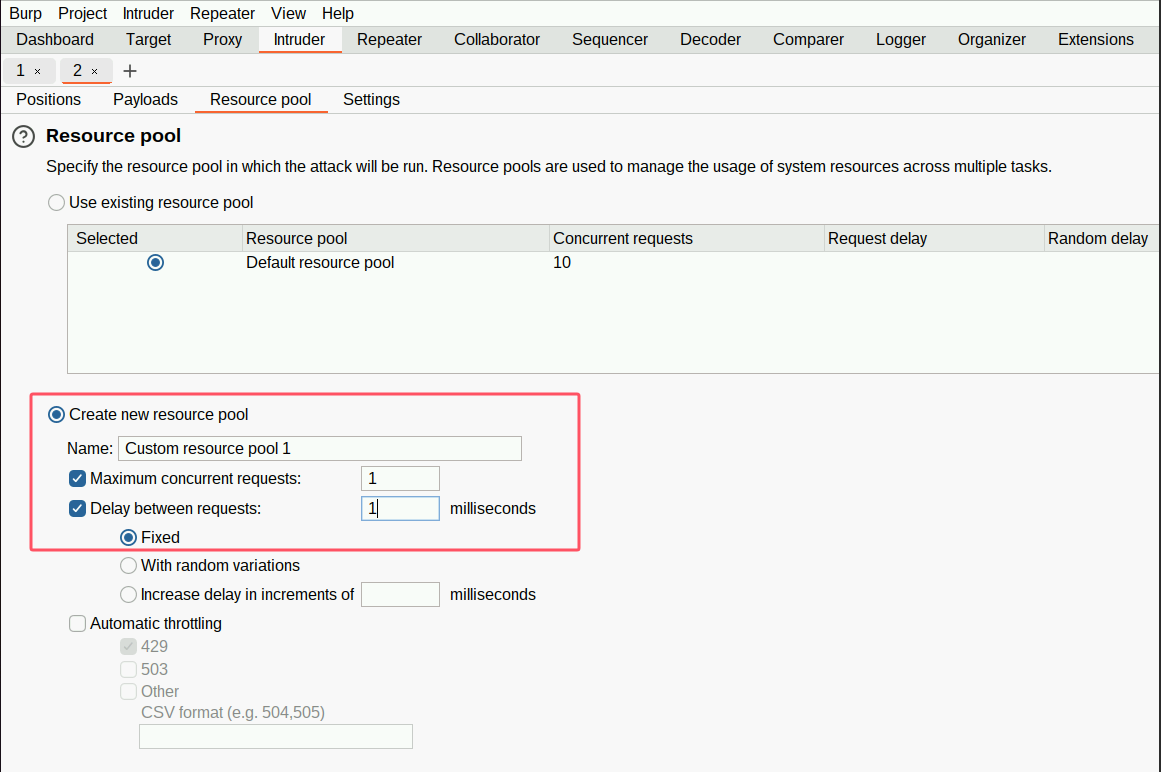 Burp Project Intruder Repeater View Help
Dashboard Target Proxy Intruder Repeater Collaborator Sequencer Decoder Comparer Logger Organizer Extensions
1 × 2 × +
Positions Payloads Resource pool Settings
? Resource pool
Specify the resource pool in which the attack will be run. Resource pools are used to manage the usage of system resources across multiple tasks.
Use existing resource pool
Selected Resource pool Concurrent requests Request delay Random delay
Default resource pool 10
Create new resource pool
Name: Custom resource pool 1
Maximum concurrent requests: 1
Delay between requests: 1 milliseconds
Fixed
With random variations
Increase delay in increments of milliseconds
Automatic throttling
429
503
Other
CSV format (e.g. 504,505)